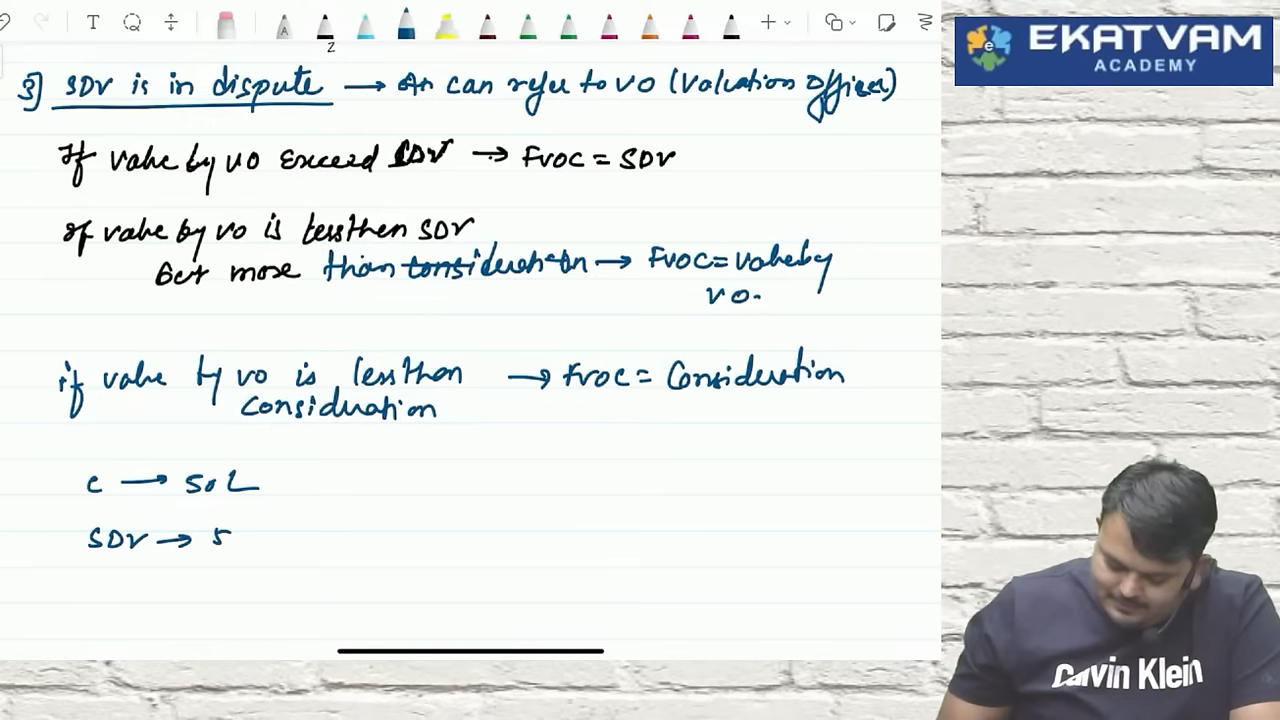 EKATVAM
ACADEMY
3] SDV is in dispute → AO can refer to VO (Valuation Officer)
If value by VO exceed SDV → FVOC = SDV
If value by VO is less then SDV
But more than consideration → FVOC = value by
VO.
if value by VO is less than → FVOC = Consideration
consideration
C → 50 L
SDV → 5
Calvin Klein